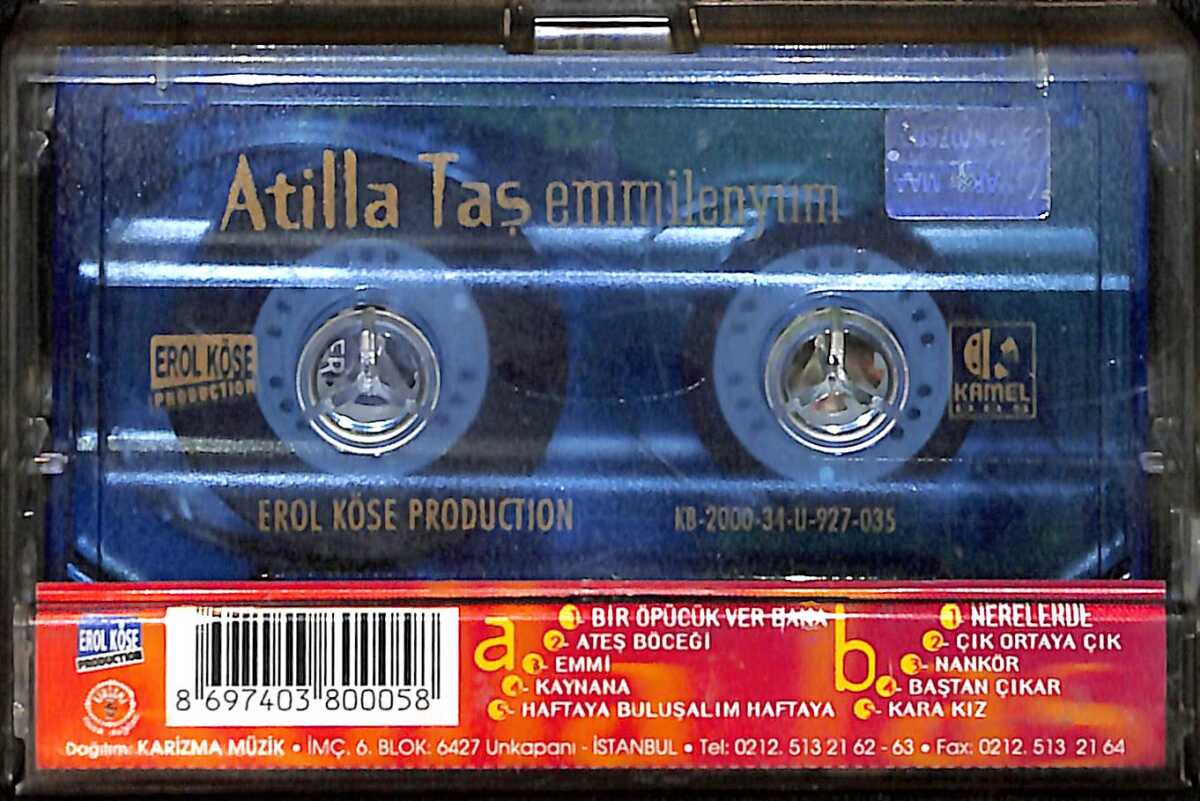 Atilla Taş emmilenyum
EROL KÖSE
PRODUCTION
KAMEL
EROL KÖSE PRODUCTION
KB-2000-34-U-927-035
EROL KÖSE
PRODUCTION
8 697403 800058
a
1- BİR ÖPÜCÜK VER BANA
2- ATEŞ BÖCEĞİ
3- EMMİ
4- KAYNANA
5- HAFTAYA BULUŞALIM HAFTAYA
b
1- NERELERDE
2- ÇIK ORTAYA ÇIK
3- NANKÖR
4- BAŞTAN ÇIKAR
5- KARA KIZ
Dağıtım: KARİZMA MÜZİK • İMÇ. 6. BLOK: 6427 Unkapanı - İSTANBUL • Tel: 0212. 513 21 62 - 63 • Fax: 0212. 513 21 64